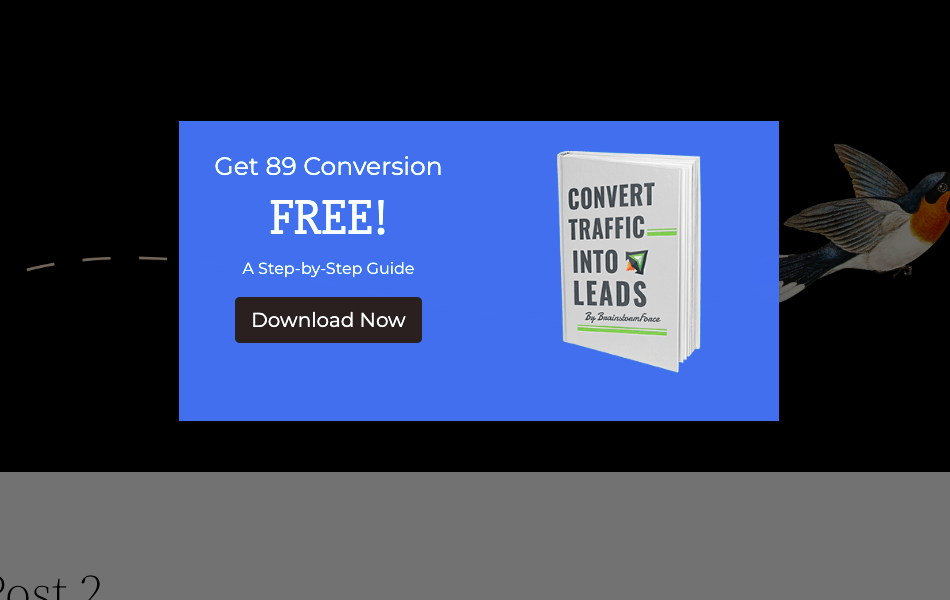 Get 89 Conversion
FREE!
A Step-by-Step Guide
Download Now
CONVERT
TRAFFIC
INTO
LEADS
By BrainstormForce
Post 2